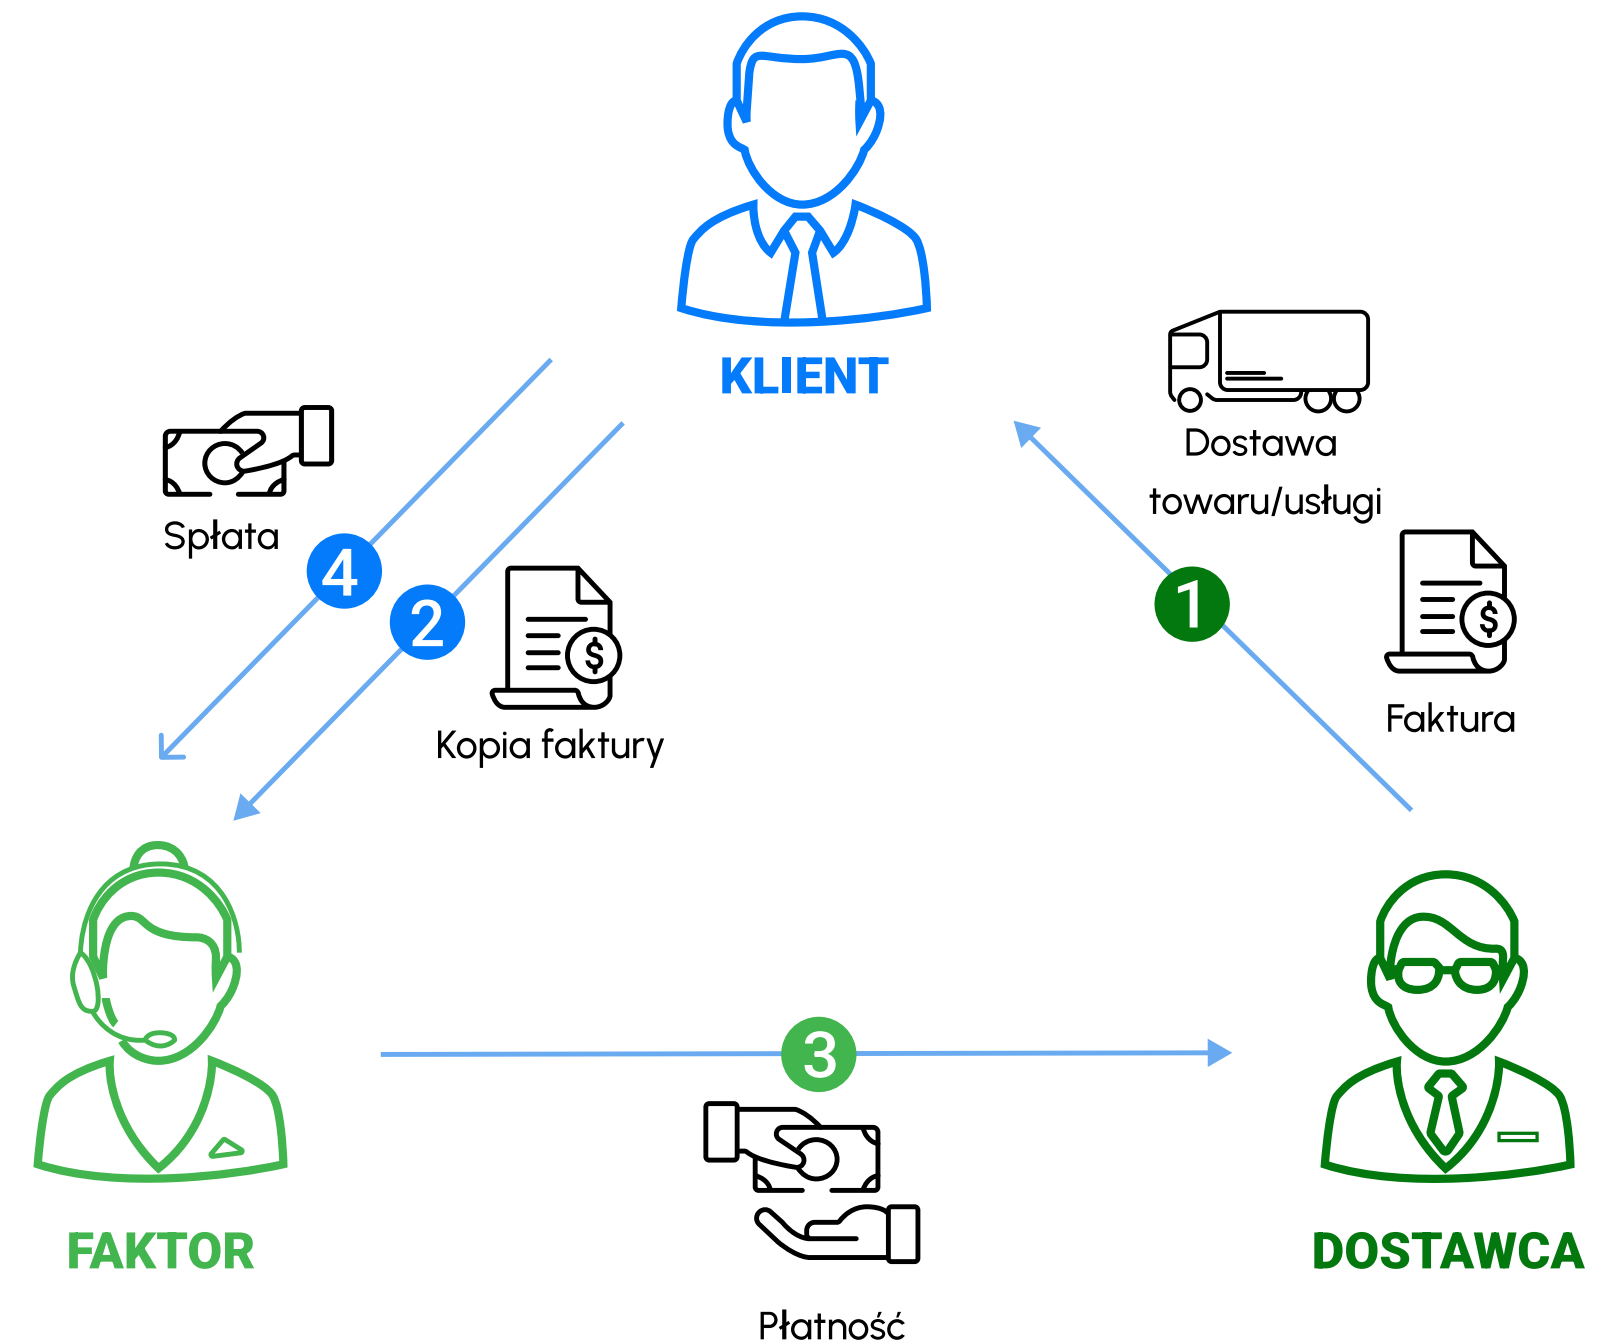 KLIENT
Dostawa
towaru/usługi
Spłata
4
2
1
$
$
Faktura
Kopia faktury
3
FAKTOR
DOSTAWCA
Płatność